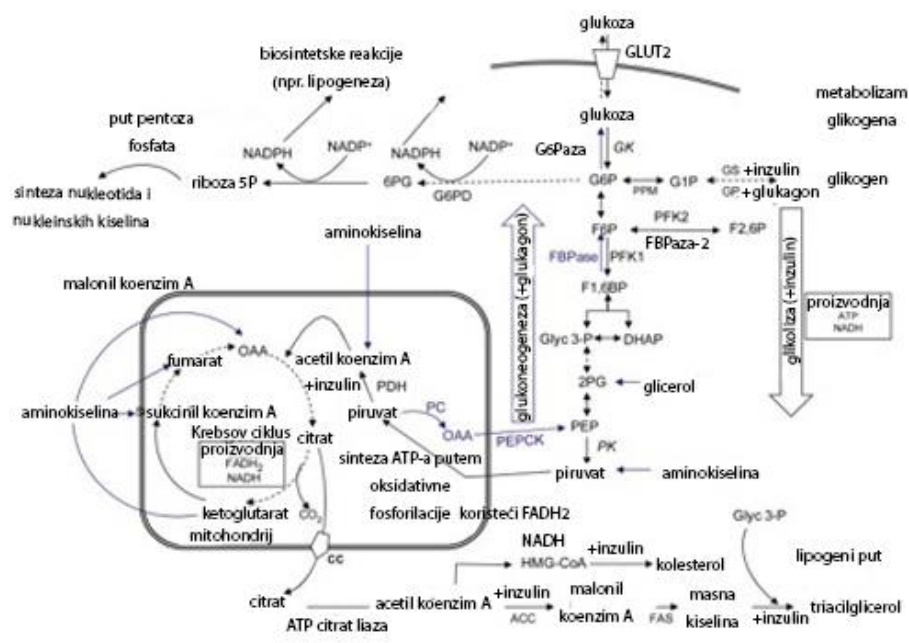 glukoza
GLUT2
biosintetske reakcije
(npr. lipogeneza)
metabolizam
glikogena
glukoza
put pentoza
fosfata
NADPH
NADP+
NADPH
NADP+
G6Paza
GK
sinteza nukleotida i
nukleinskih kiselina
riboza 5P
6PG
G6PD
G6P
PPM
G1P
GS +inzulin
GP +glukagon
glikogen
aminokiselina
F6P
PFK2
FBPaza-2
F2,6P
FBPase
PFK1
F1,6BP
glukoneogeneza (+glukagon)
glikoliza (+inzulin)
proizvodnja
ATP
NADH
malonil koenzim A
OAA
fumarat
acetil koenzim A
+inzulin
PDH
Glyc 3-P
DHAP
2PG
glicerol
aminokiselina
sukcinil koenzim A
piruvat
PC
OAA
PEPCK
PEP
PK
Krebsov ciklus
proizvodnja
FADH2
NADH
citrat
sinteza ATP-a putem
oksidativne
fosforilacije koristeći FADH2
piruvat
aminokiselina
ketoglutarat
CO2
mitohondrij
cc
NADH
HMG-CoA
+inzulin
kolesterol
Glyc 3-P
lipogeni put
citrat
ATP citrat liaza
acetil koenzim A
+inzulin
ACC
malonil
koenzim A
FAS
masna
kiselina
+inzulin
triacilglicerol